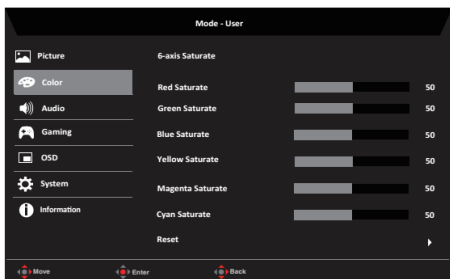 Mode - User
Picture
6-axis Saturate
Color
Red Saturate 50
Audio
Green Saturate 50
Gaming
Blue Saturate 50
OSD
Yellow Saturate 50
System
Magenta Saturate 50
Information
Cyan Saturate 50
Reset
Move Enter Back